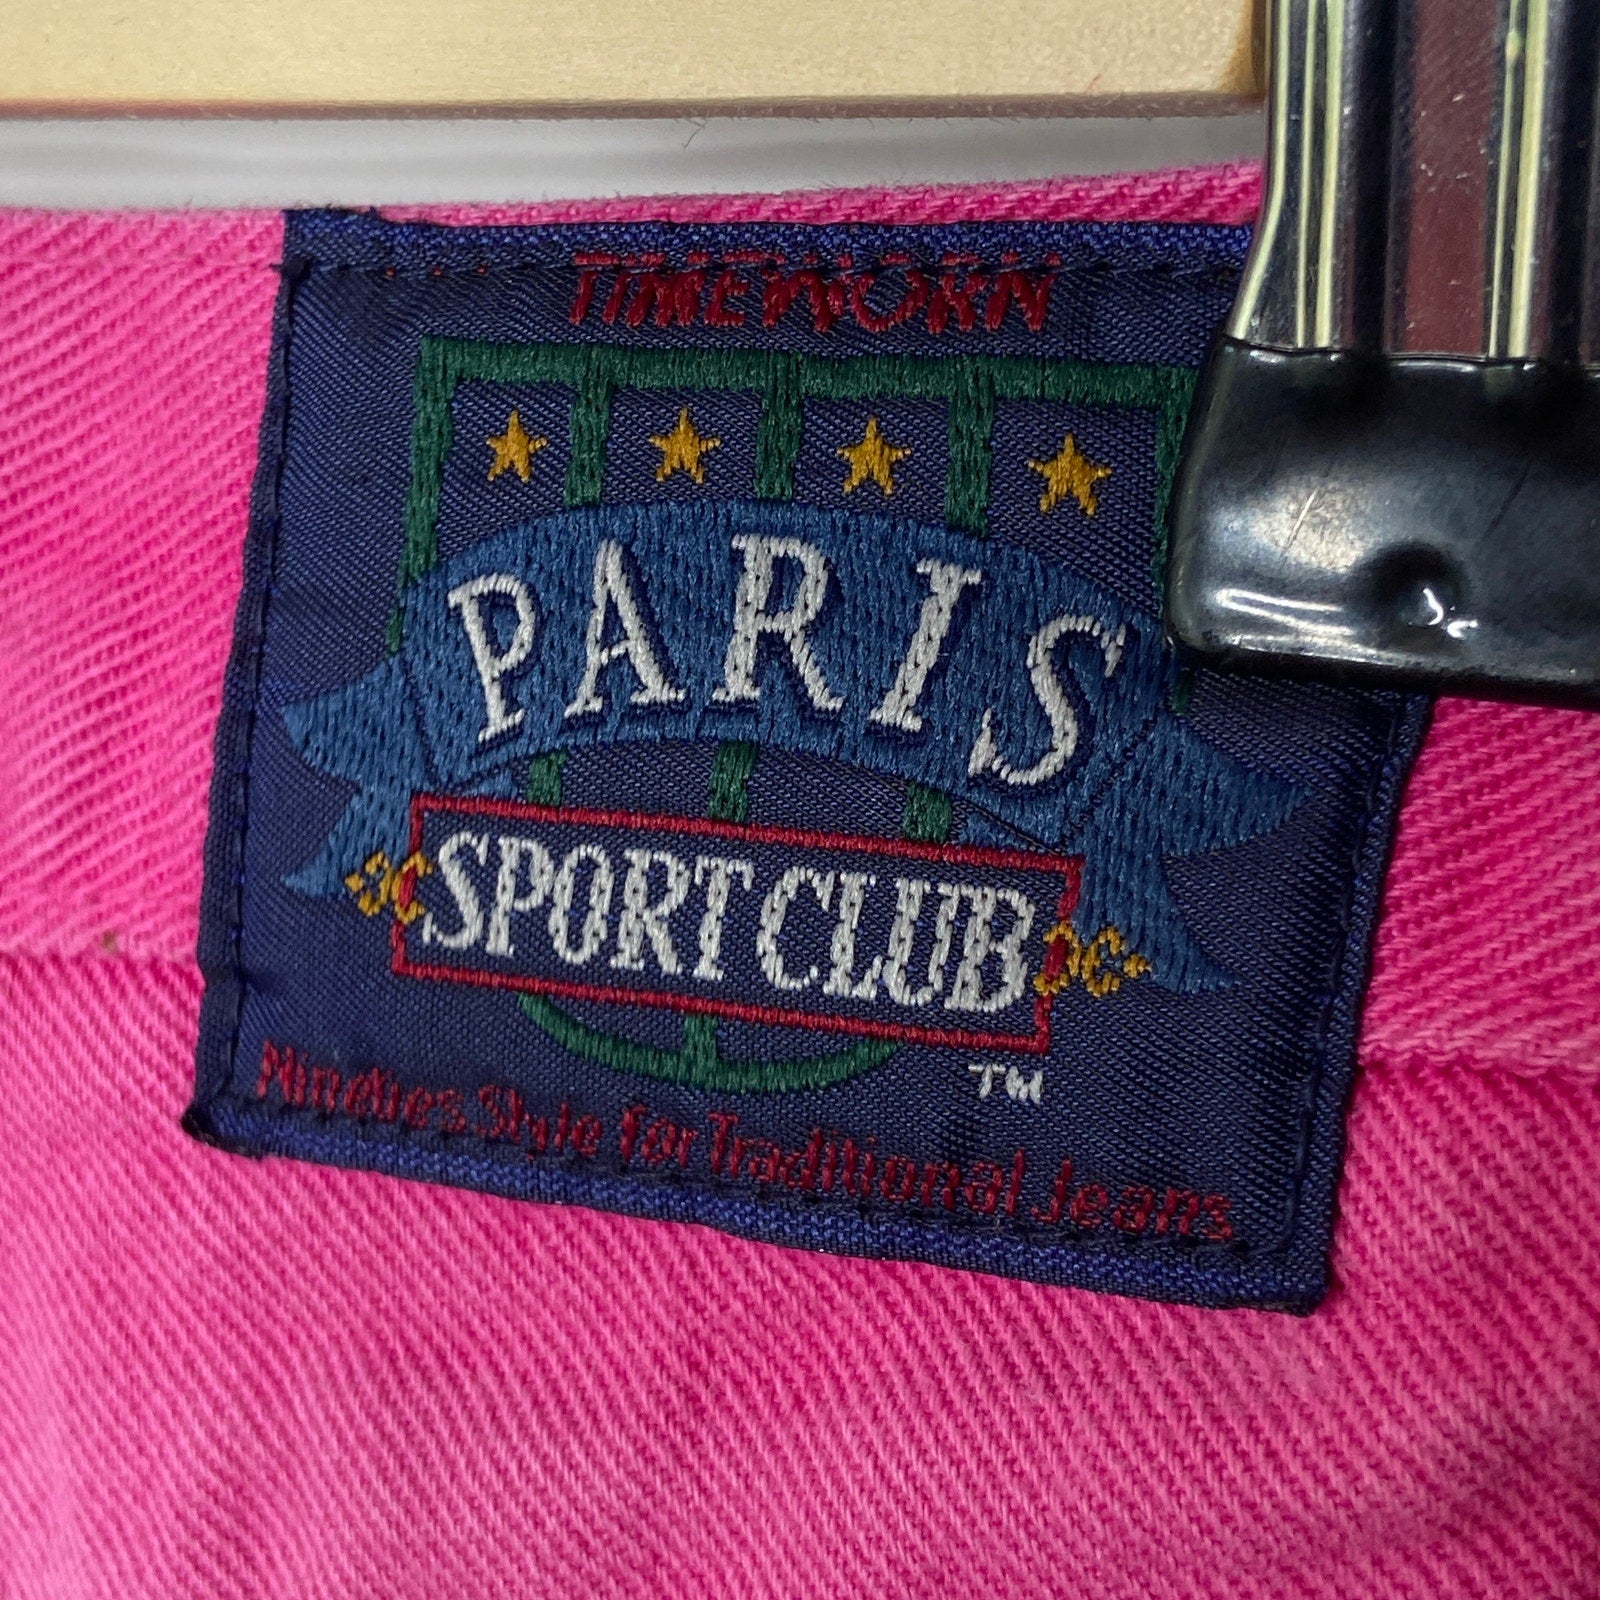 TIMEWORN
PARIS
SPORT CLUB
TM
Nineties Style for Traditional Jeans